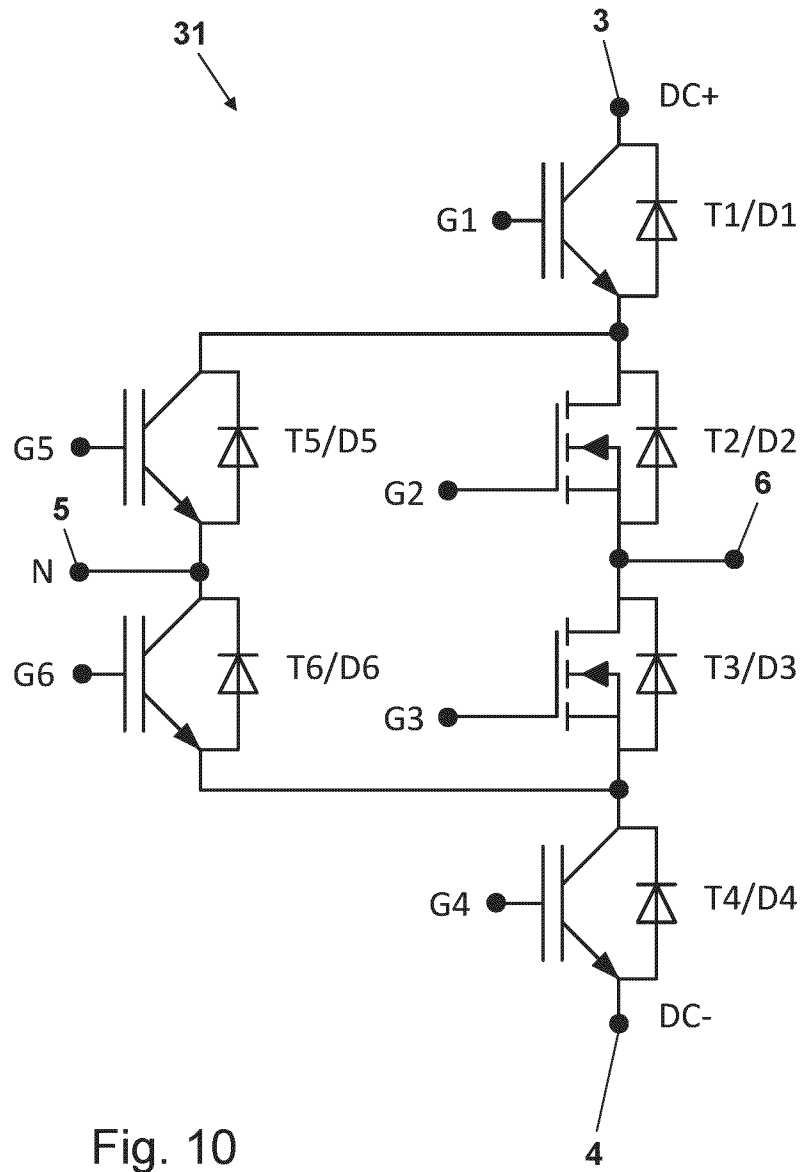 31
3
DC+
G1
T1/D1
G5
T5/D5
T2/D2
G2
5
6
N
G6
T6/D6
T3/D3
G3
G4
T4/D4
DC-
4
Fig. 10